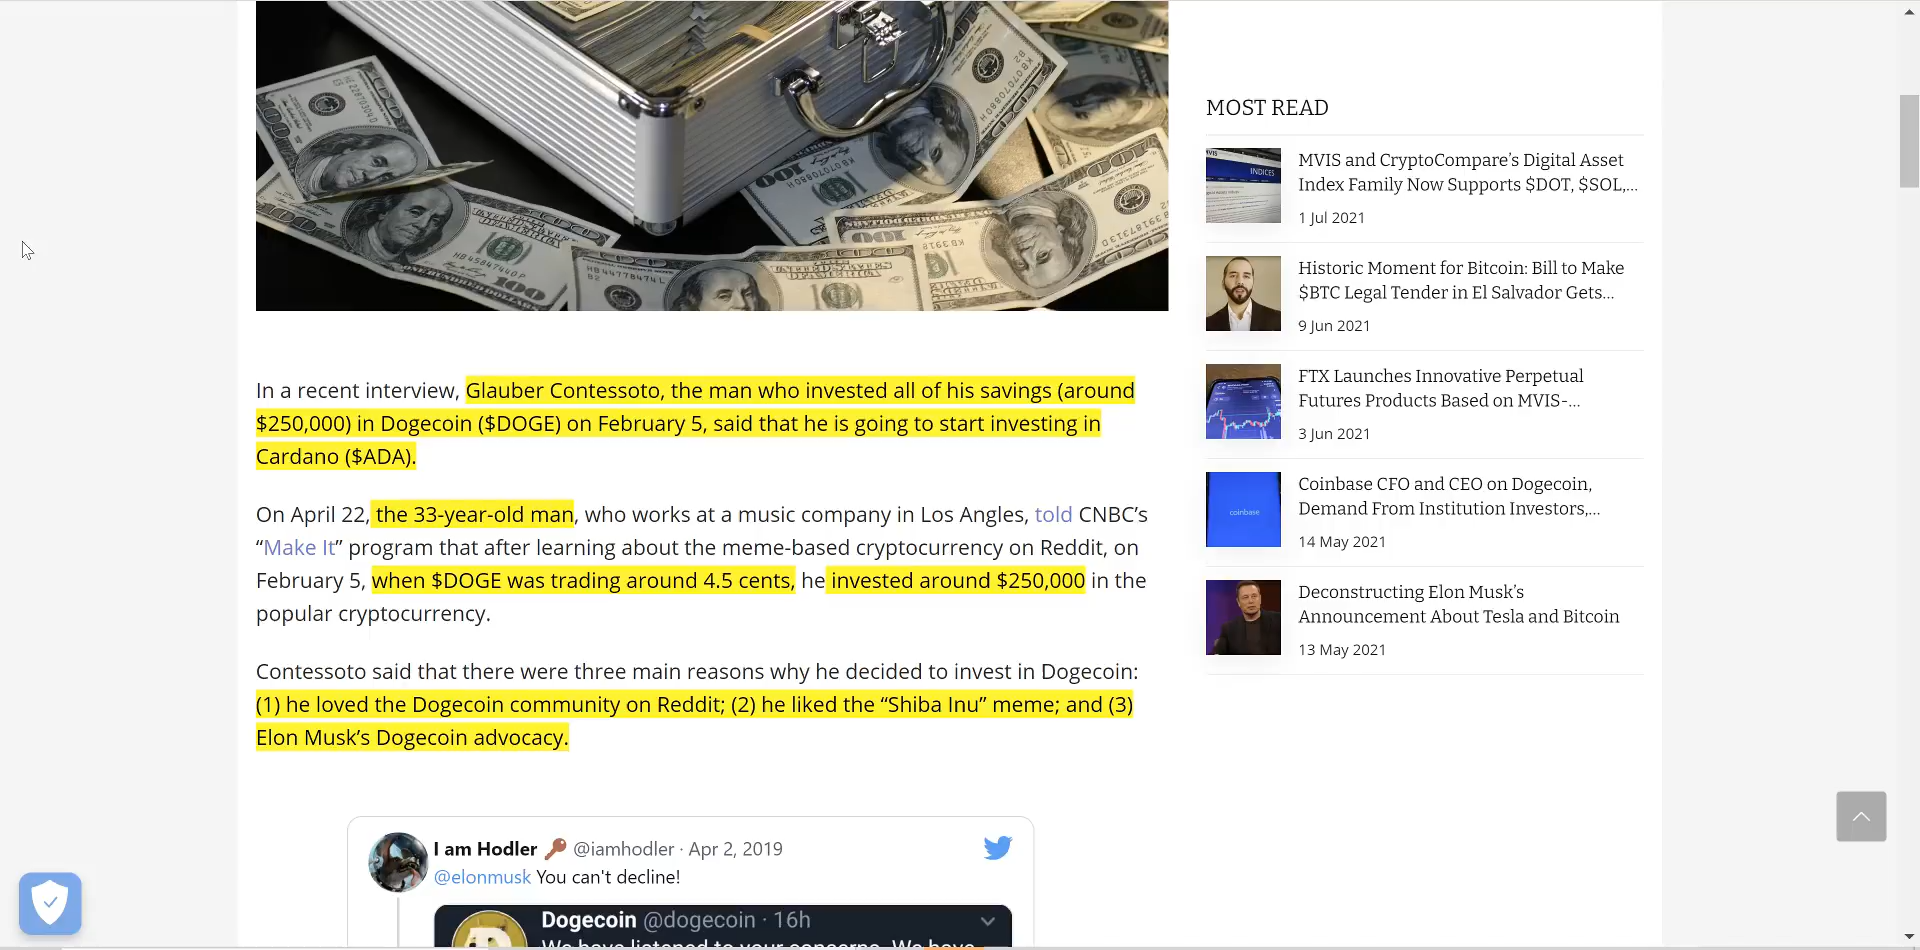 In a recent interview, Glauber Contessoto, the man who invested all of his savings (around
$250,000) in Dogecoin ($DOGE) on February 5, said that he is going to start investing in
Cardano ($ADA).
On April 22, the 33-year-old man, who works at a music company in Los Angles, told CNBC’s
“Make It” program that after learning about the meme-based cryptocurrency on Reddit, on
February 5, when $DOGE was trading around 4.5 cents, he invested around $250,000 in the
popular cryptocurrency.
Contessoto said that there were three main reasons why he decided to invest in Dogecoin:
(1) he loved the Dogecoin community on Reddit; (2) he liked the “Shiba Inu” meme; and (3)
Elon Musk’s Dogecoin advocacy.
I am Hodler @iamhodler · Apr 2, 2019
@elonmusk You can't decline!
Dogecoin @dogecoin · 16h
We have listened to your concerns. We have
MOST READ
MVIS and CryptoCompare’s Digital Asset
Index Family Now Supports $DOT, $SOL,...
1 Jul 2021
Historic Moment for Bitcoin: Bill to Make
$BTC Legal Tender in El Salvador Gets...
9 Jun 2021
FTX Launches Innovative Perpetual
Futures Products Based on MVIS-...
3 Jun 2021
Coinbase CFO and CEO on Dogecoin,
Demand From Institution Investors,...
14 May 2021
Deconstructing Elon Musk’s
Announcement About Tesla and Bitcoin
13 May 2021
INDICES
coinbase